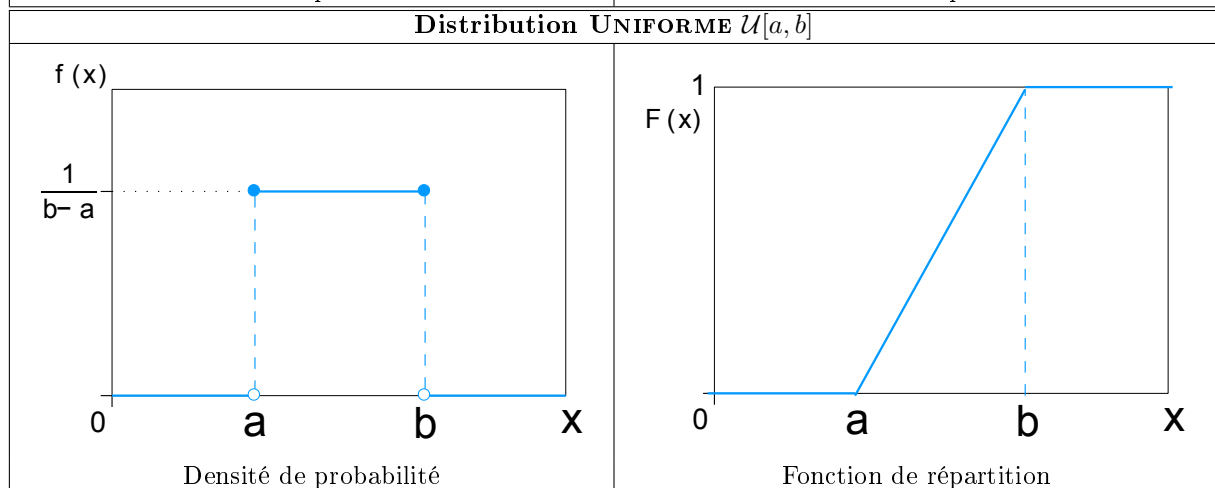 Distribution UNIFORME U[a, b]
f (x)
1
b− a
0
a
b
x
Densité de probabilité
1
F (x)
0
a
b
x
Fonction de répartition